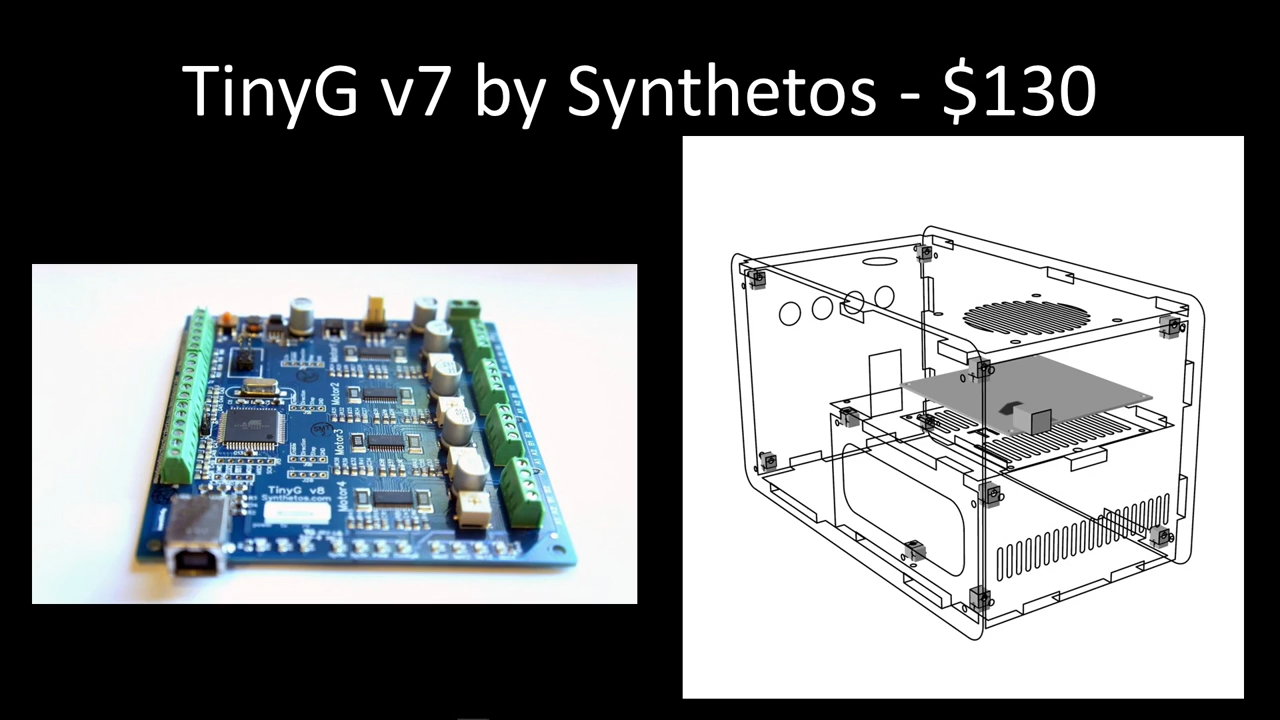 TinyG v7 by Synthetos - $130
Motor2
Motor3
Motor4
TinyG v8
Synthetos.com